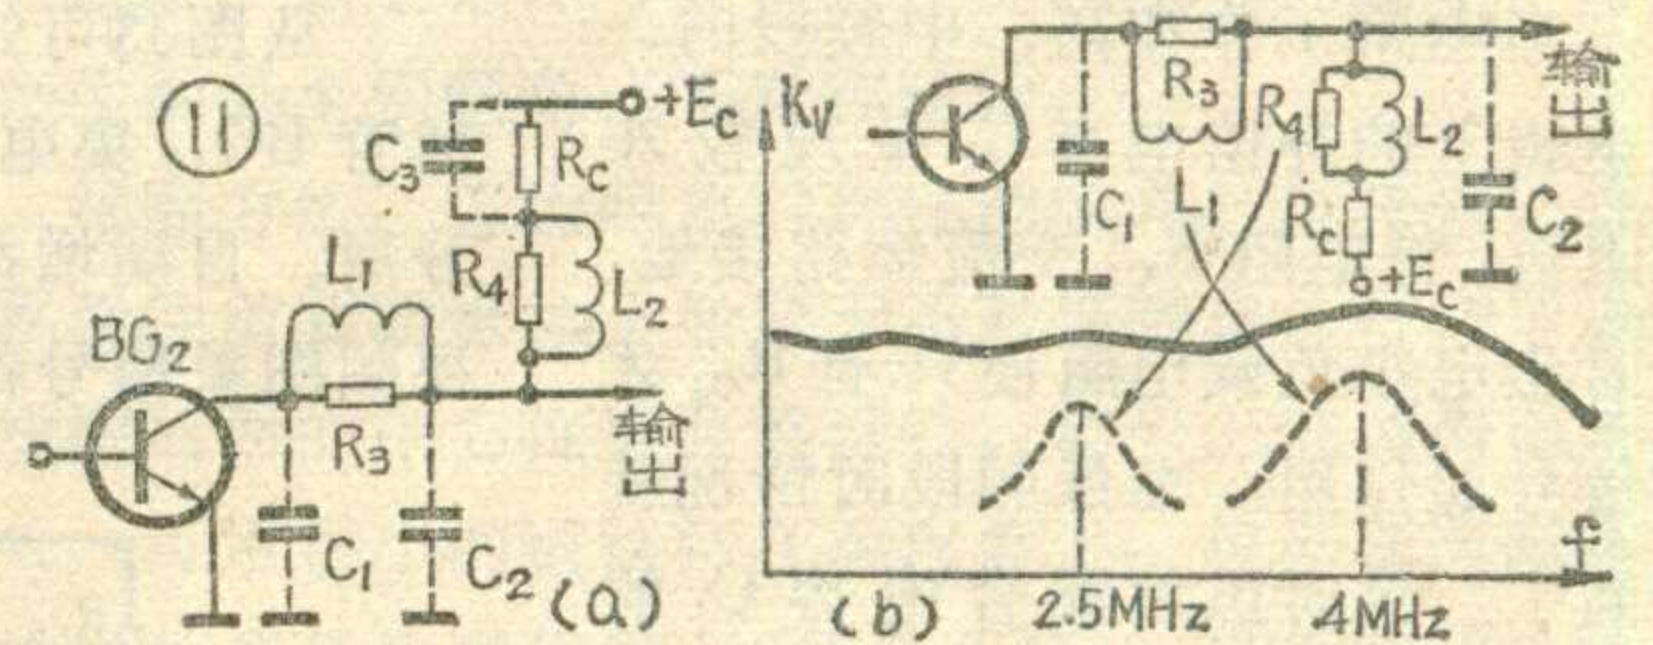 11
+EC
C3
RC
L1
R4
L2
BG2
R3
输出
C1
C2
(a)
KV
R3
R4
L2
输出
C1
L1
RC
C2
+EC
f
(b)
2.5MHz
4MHz